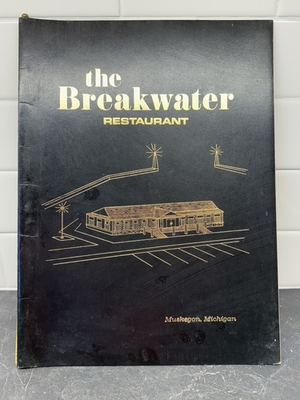 the
Breakwater
RESTAURANT
Muskegon, Michigan